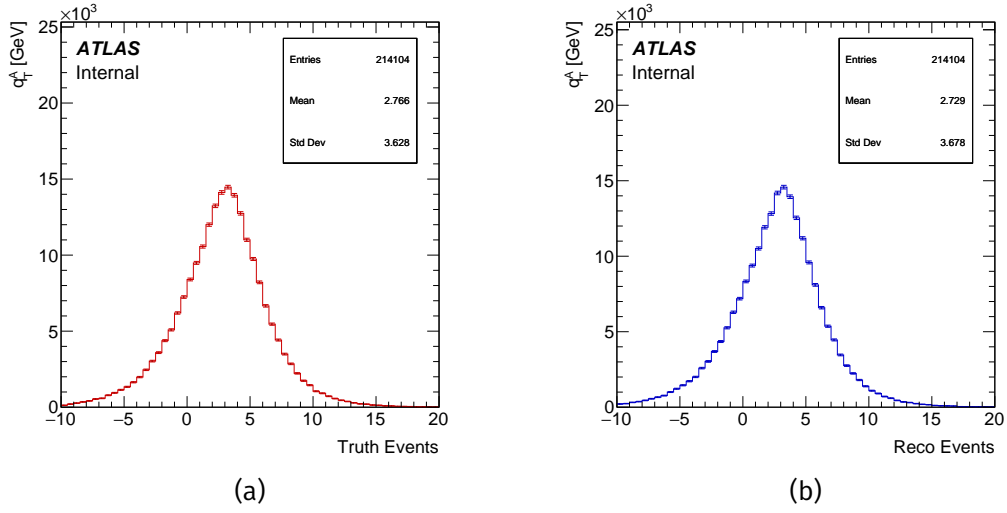 ×10³
25
20
15
10
5
0
q_T^A [GeV]
ATLAS
Internal
Entries 214104
Mean 2.766
Std Dev 3.628
−10 −5 0 5 10 15 20
Truth Events
(a)
×10³
25
20
15
10
5
0
q_T^A [GeV]
ATLAS
Internal
Entries 214104
Mean 2.729
Std Dev 3.678
−10 −5 0 5 10 15 20
Reco Events
(b)